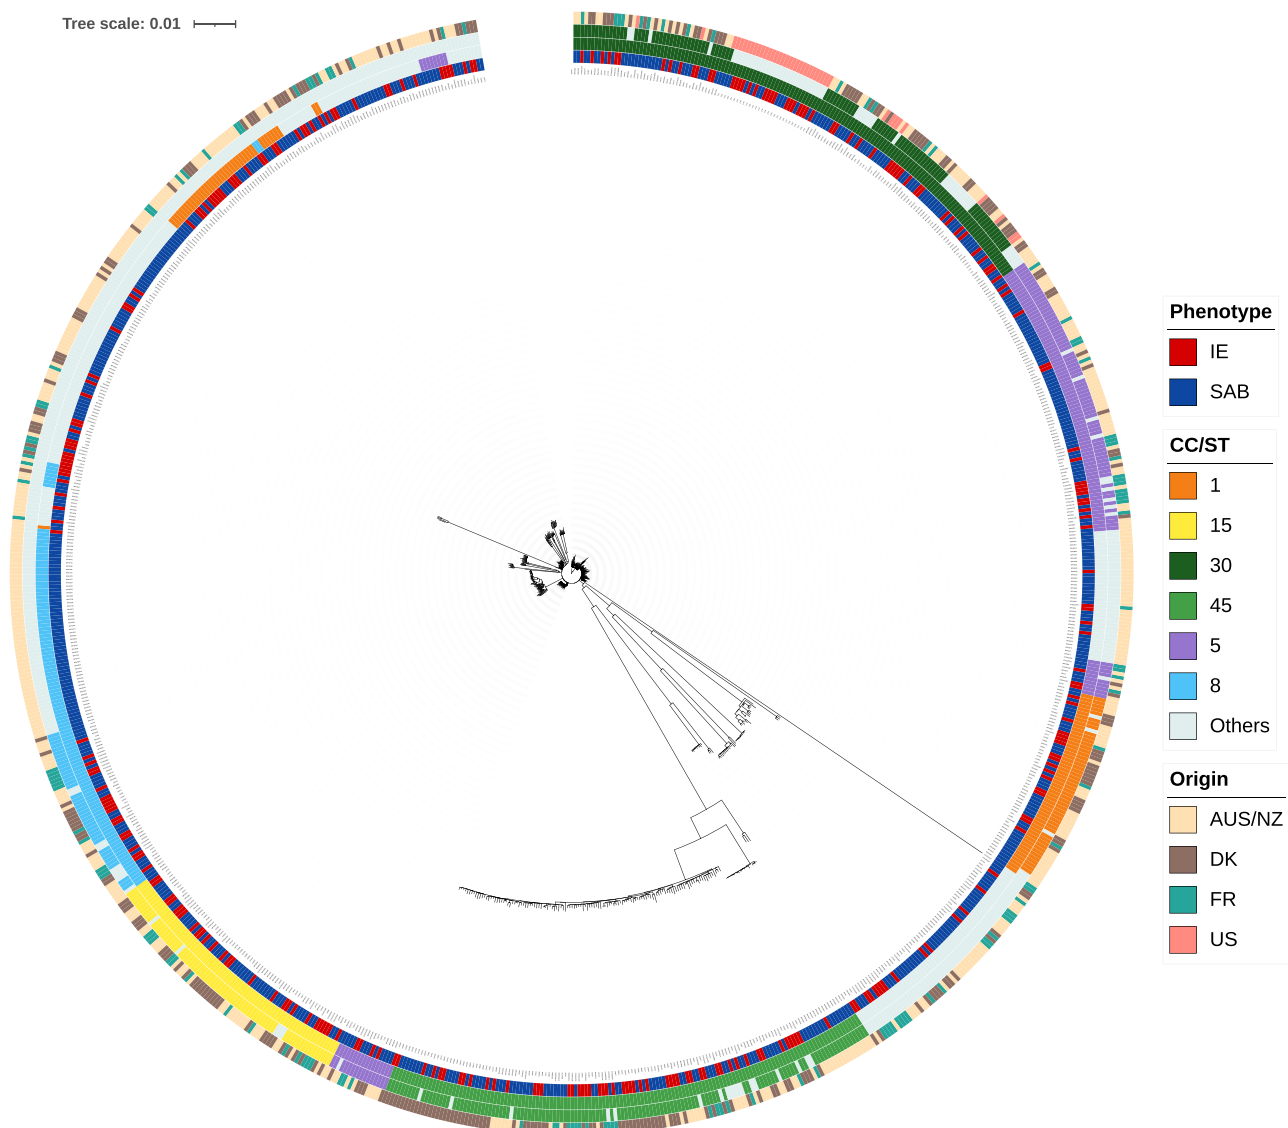 Tree scale: 0.01
Phenotype
IE
SAB
CC/ST
1
15
30
45
5
8
Others
Origin
AUS/NZ
DK
FR
US